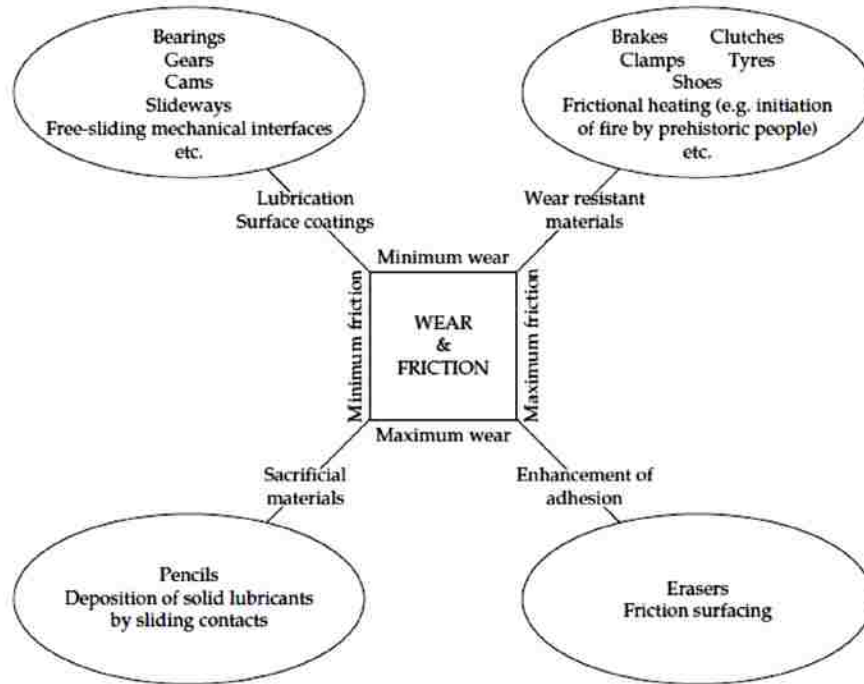 Bearings
Gears
Cams
Slideways
Free-sliding mechanical interfaces
etc.
Brakes Clutches
Clamps Tyres
Shoes
Frictional heating (e.g. initiation
of fire by prehistoric people)
etc.
Lubrication
Surface coatings
Wear resistant
materials
Minimum wear
Minimum friction
WEAR
&
FRICTION
Maximum friction
Maximum wear
Sacrificial
materials
Enhancement of
adhesion
Pencils
Deposition of solid lubricants
by sliding contacts
Erasers
Friction surfacing